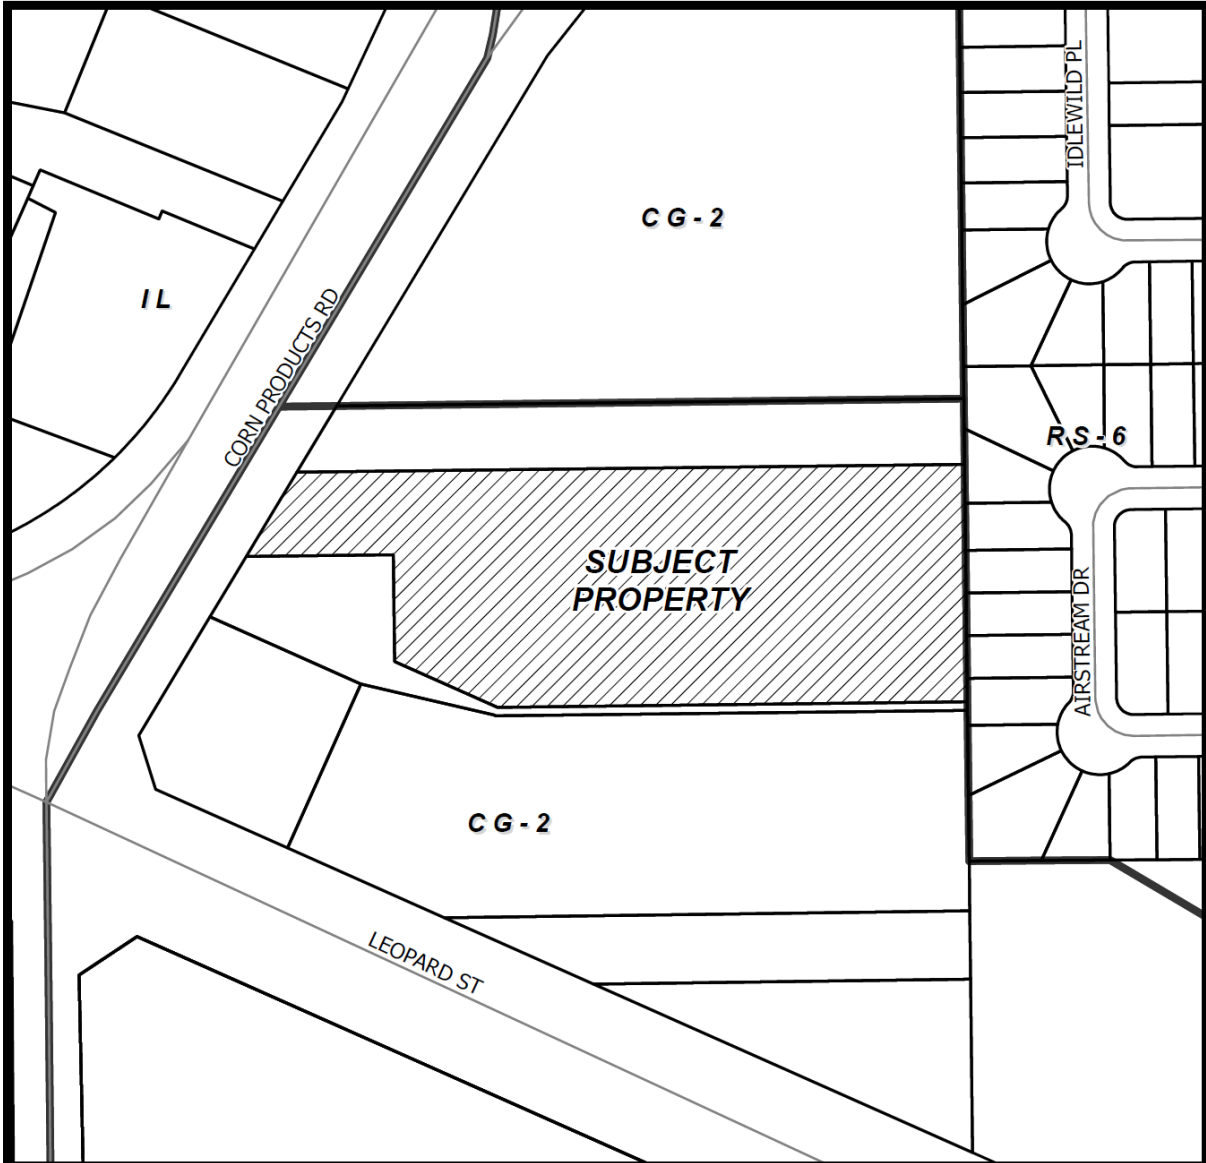 IDLEWILD PL
CG-2
IL
CORN PRODUCTS RD
RS-6
SUBJECT
PROPERTY
AIRSTREAM DR
CG-2
LEOPARD ST